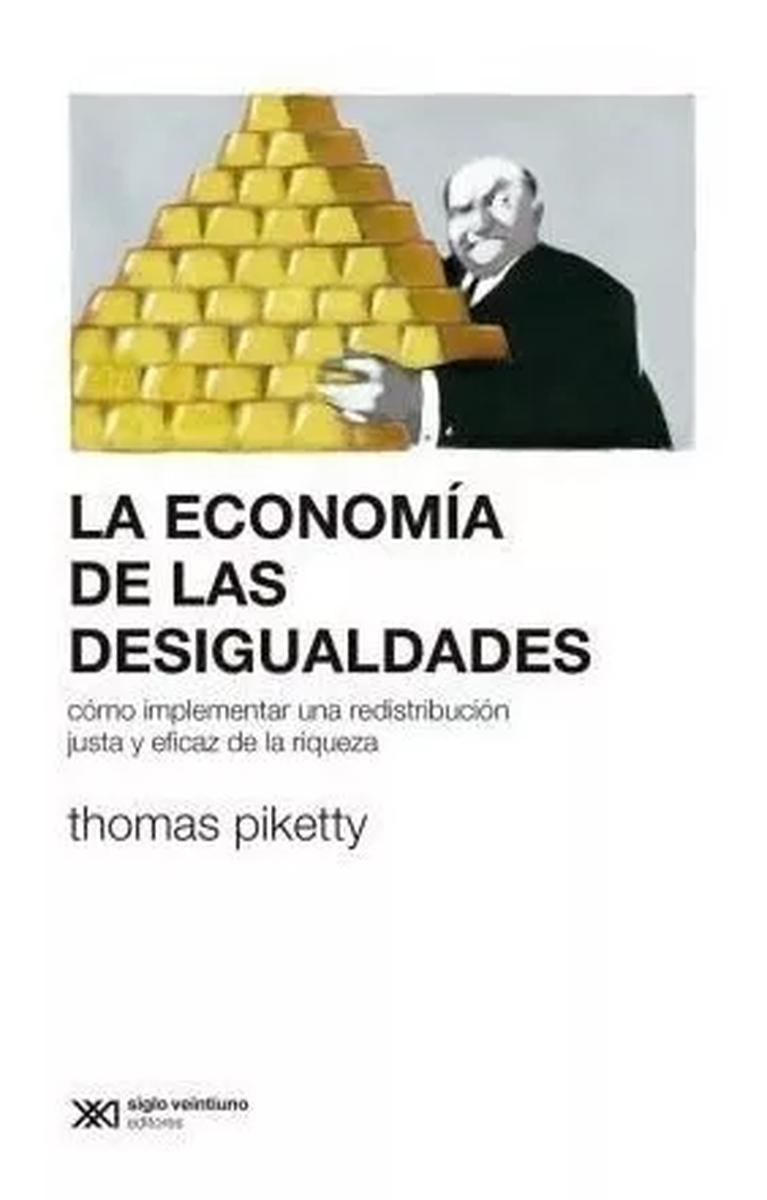 LA ECONOMÍA
DE LAS
DESIGUALDADES
cómo implementar una redistribución
justa y eficaz de la riqueza
thomas piketty
siglo veintiuno
editores